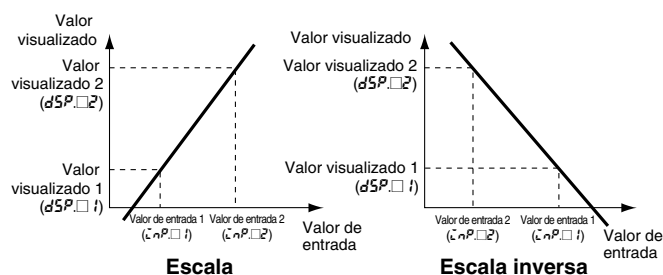 Valor
visualizado
Valor
visualizado 2
(dSP.□2)
Valor
visualizado 1
(dSP.□1)
Valor de entrada 1
(inP.□1)
Valor de entrada 2
(inP.□2)
Valor de
entrada
Escala
Valor visualizado
Valor visualizado 2
(dSP.□2)
Valor visualizado 1
(dSP.□1)
Valor de entrada 2
(inP.□2)
Valor de entrada 1
(inP.□1)
Valor de
entrada
Escala inversa